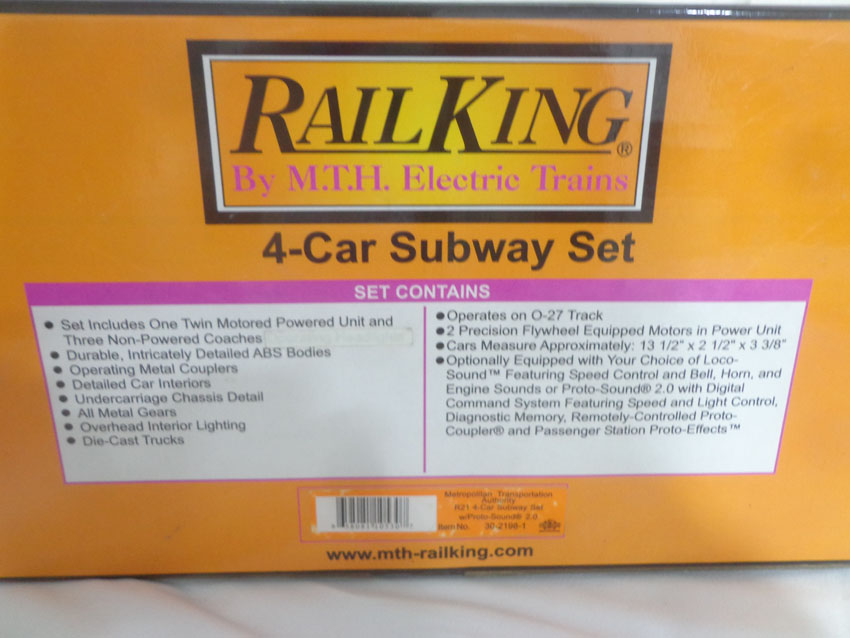 RAILKING®
By M.T.H. Electric Trains
4-Car Subway Set
SET CONTAINS
● Set Includes One Twin Motored Powered Unit and
Three Non-Powered Coaches
● Durable, Intricately Detailed ABS Bodies
● Operating Metal Couplers
● Detailed Car Interiors
● Undercarriage Chassis Detail
● All Metal Gears
● Overhead Interior Lighting
● Die-Cast Trucks
● Operates on O-27 Track
● 2 Precision Flywheel Equipped Motors in Power Unit
● Cars Measure Approximately: 13 1/2" x 2 1/2" x 3 3/8"
● Optionally Equipped with Your Choice of Loco-
Sound™ Featuring Speed Control and Bell, Horn, and
Engine Sounds or Proto-Sound® 2.0 with Digital
Command System Featuring Speed and Light Control,
Diagnostic Memory, Remotely-Controlled Proto-
Coupler® and Passenger Station Proto-Effects™
Metropolitan Transportation
Authority
R21 4-Car Subway Set
w/Proto-Sound® 2.0
Item No. 30-2198-1
www.mth-railking.com